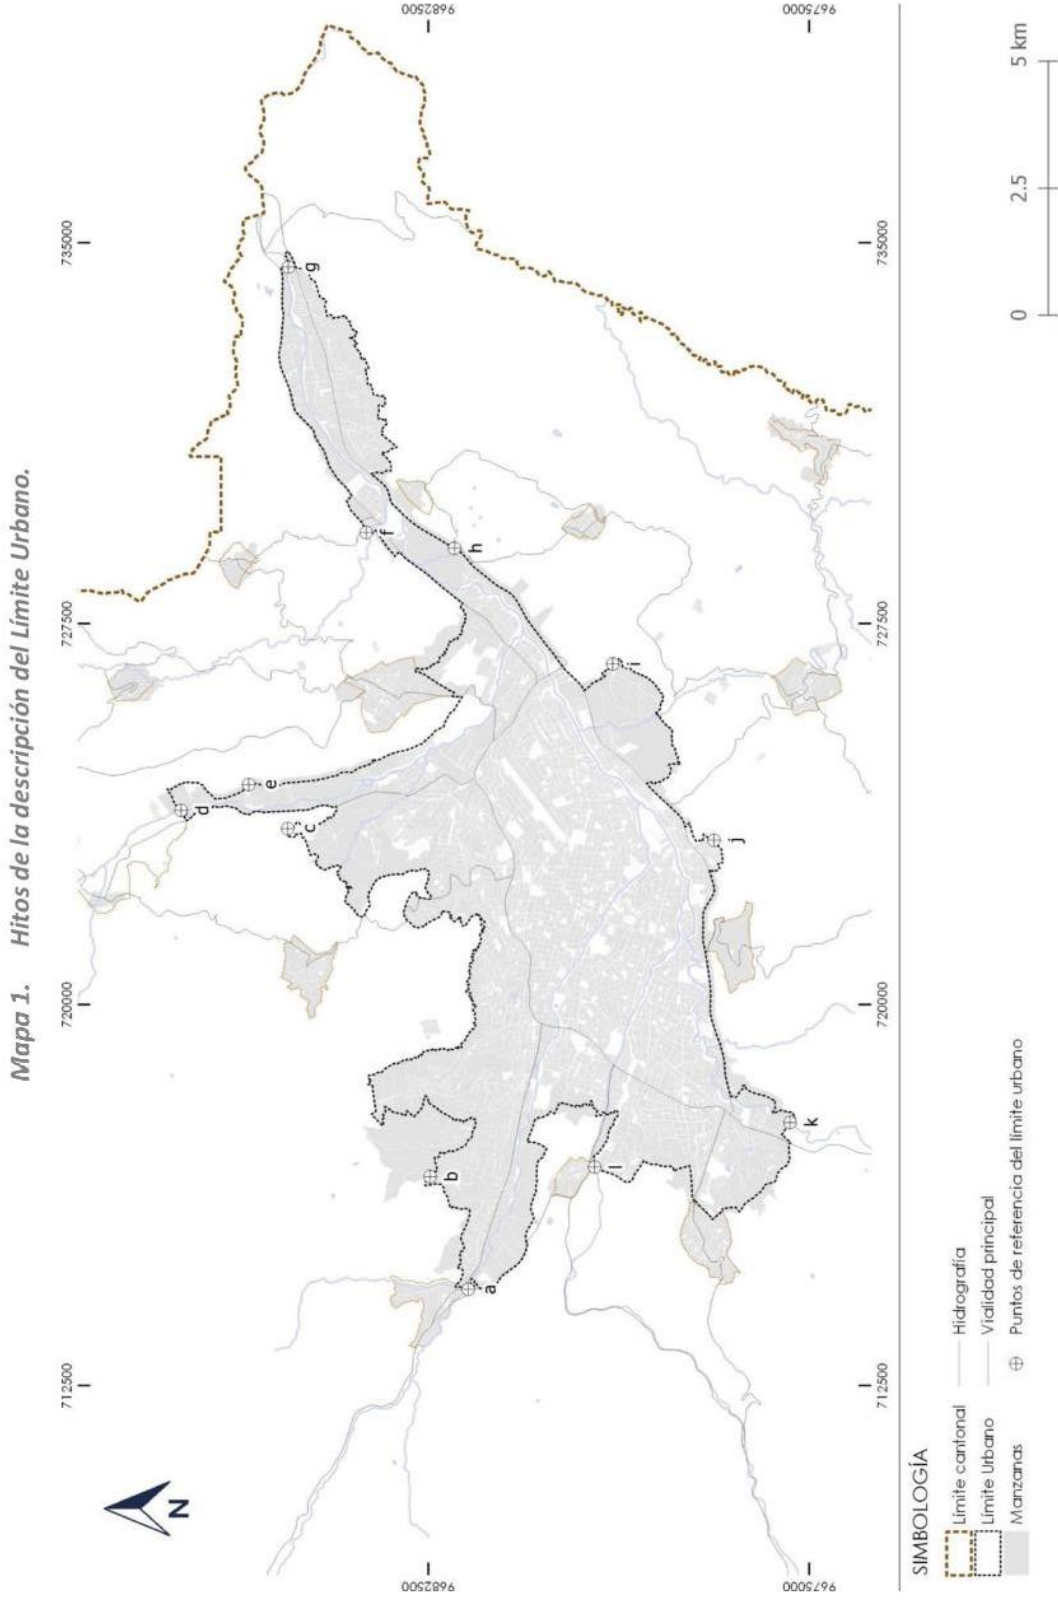 Mapa 1. Hitos de la descripción del Límite Urbano.
712500
720000
727500
735000
9682500
9682500
9675000
9675000
N
a
b
c
d
e
f
g
h
i
j
k
l
712500
720000
727500
735000
SIMBOLOGÍA
Límite cantonal
Hidrografía
Límite Urbano
Vialidad principal
Manzanas
Puntos de referencia del límite urbano
0 2.5 5 km